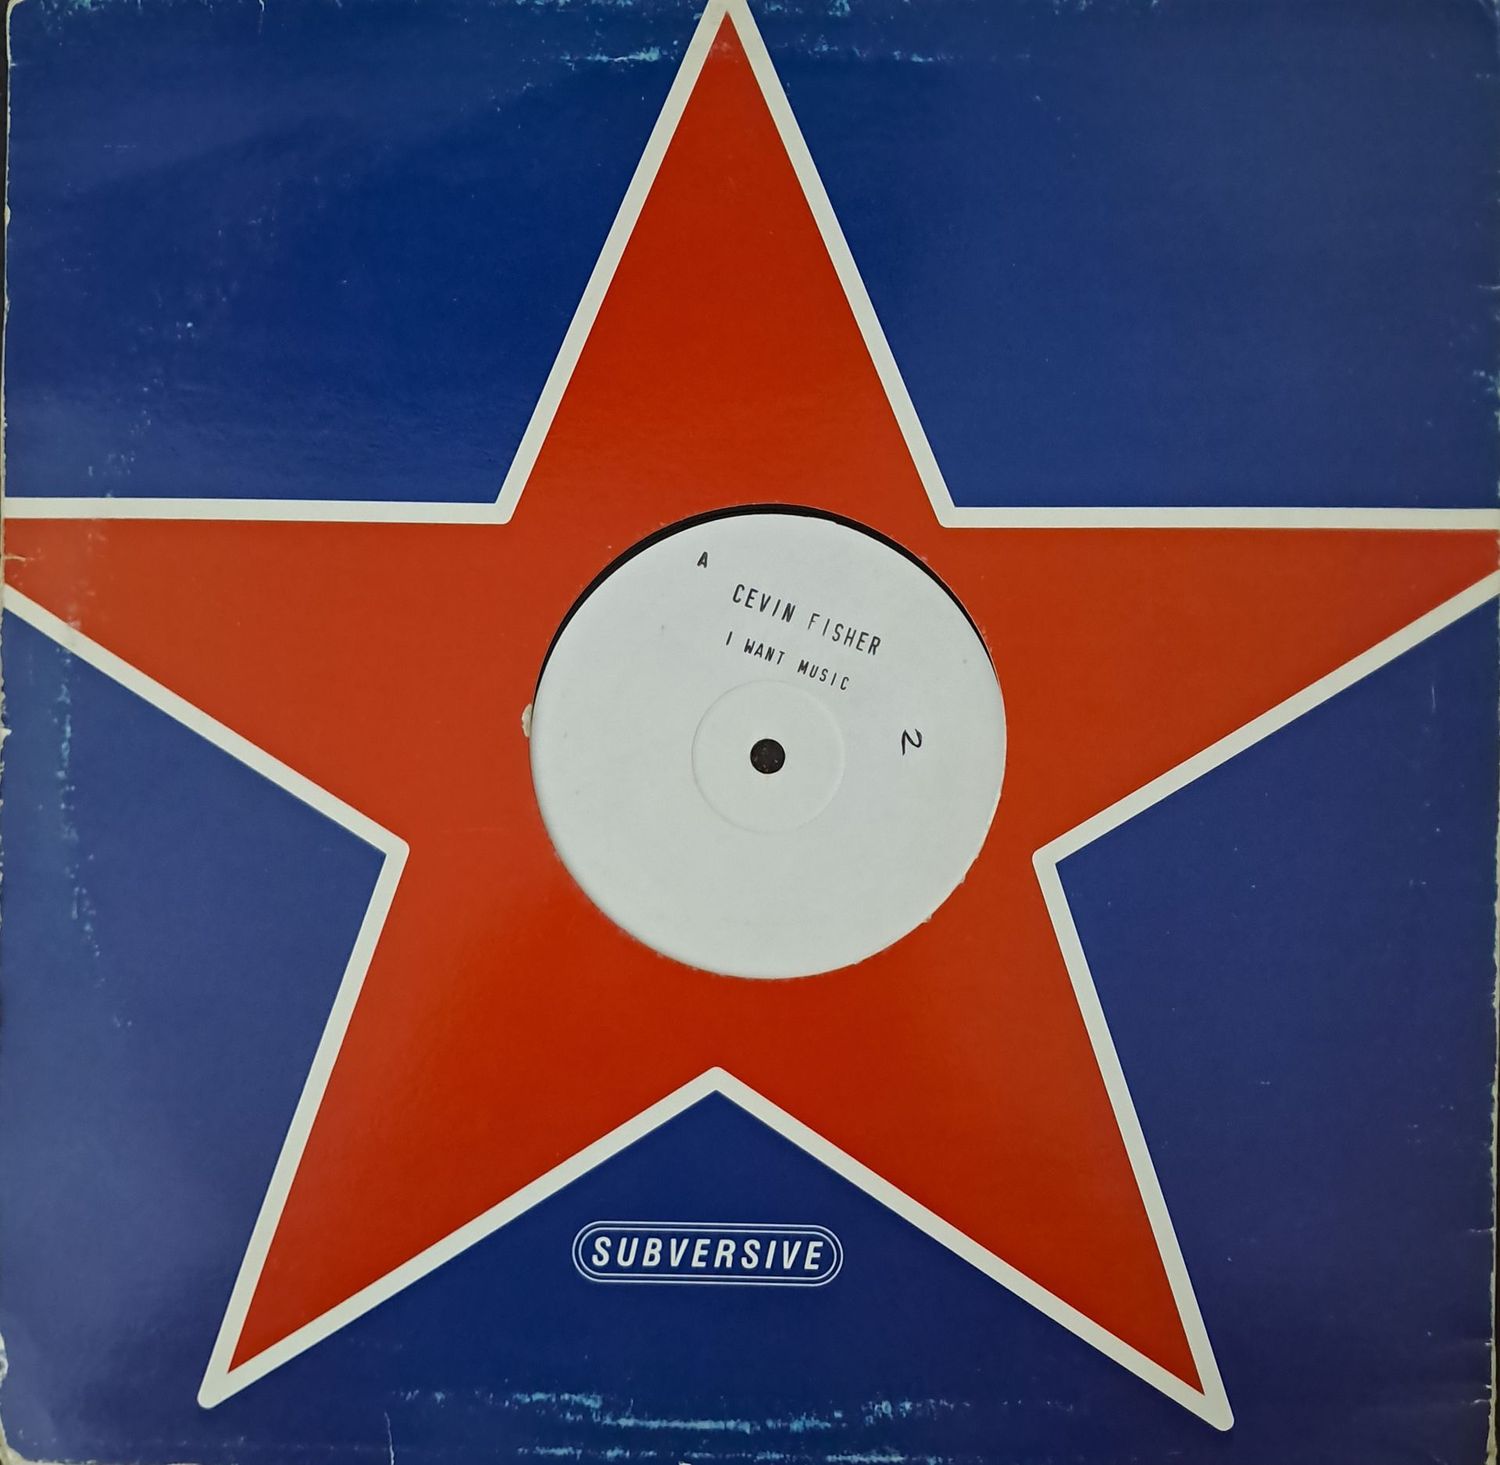 A
CEVIN FISHER
I WANT MUSIC
2
SUBVERSIVE